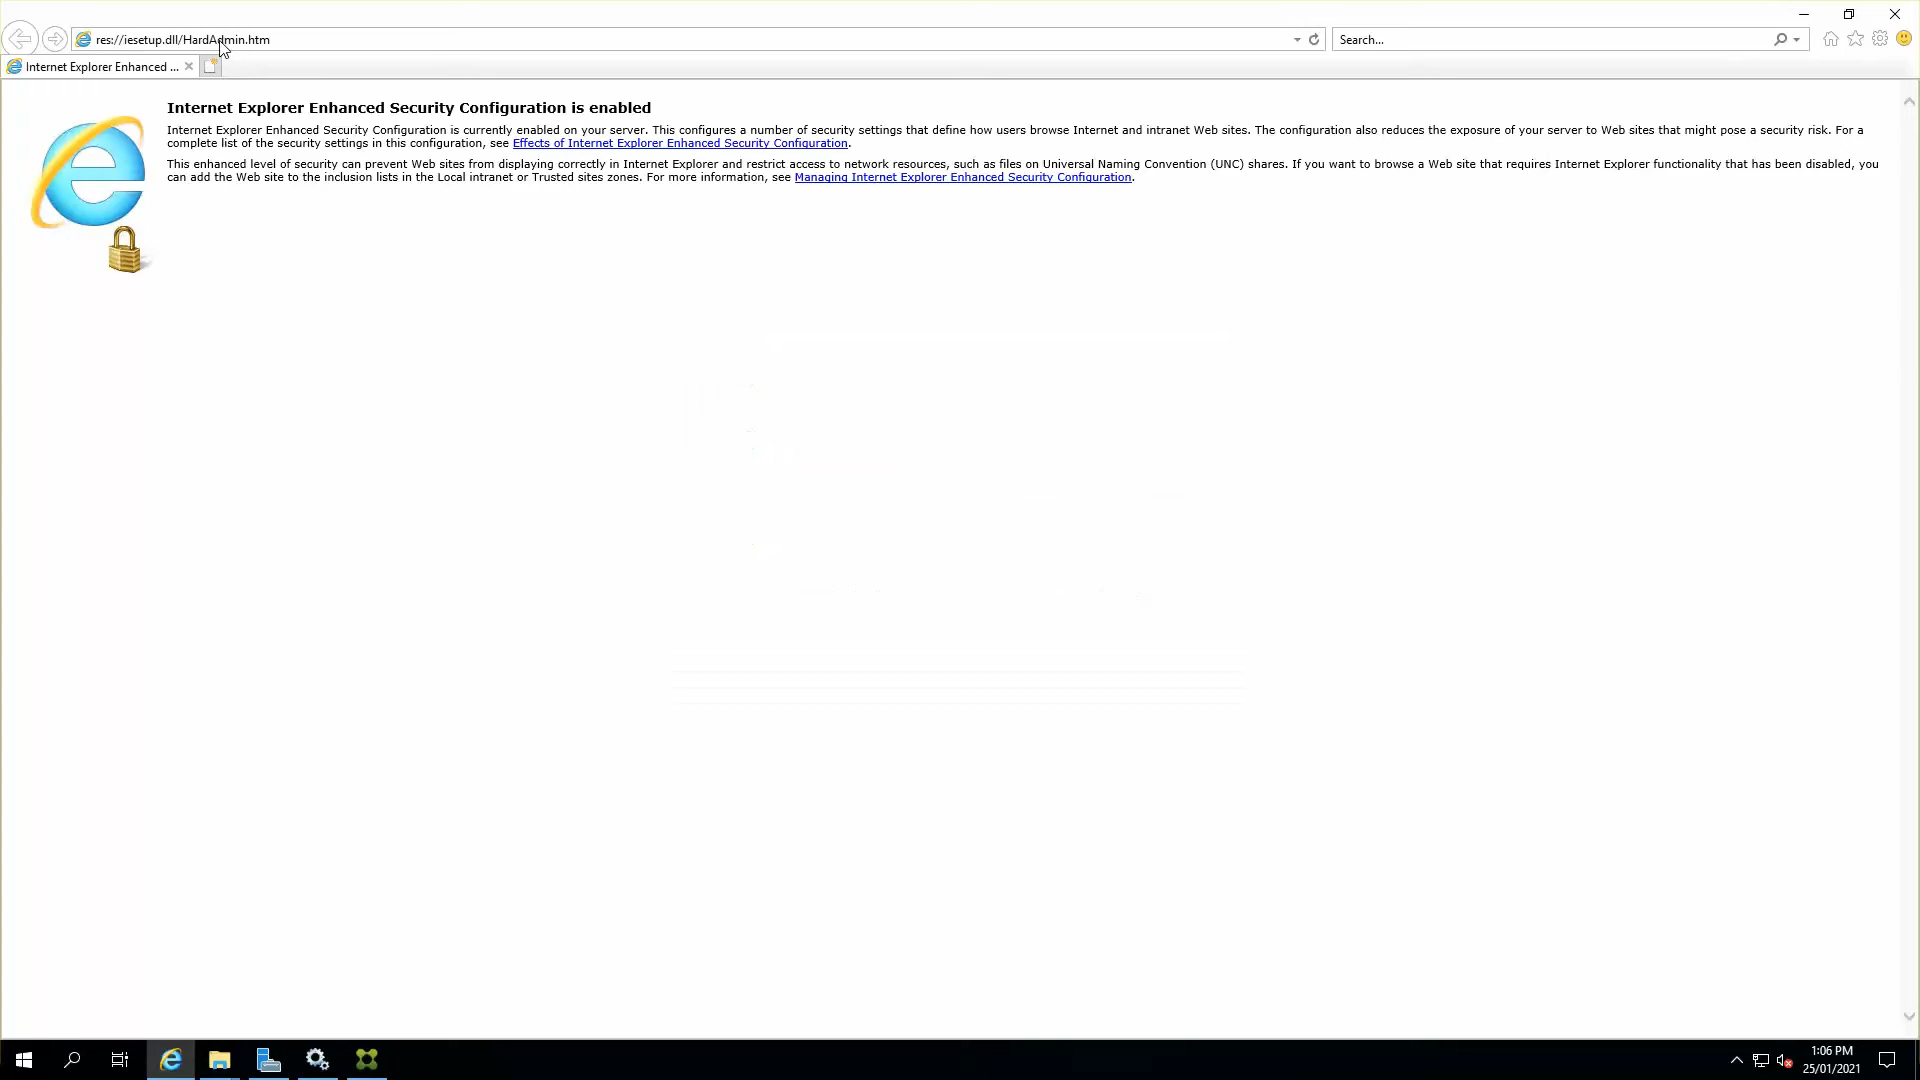 res://iesetup.dll/HardAdmin.htm
Search...
Internet Explorer Enhanced ...
Internet Explorer Enhanced Security Configuration is enabled
Internet Explorer Enhanced Security Configuration is currently enabled on your server. This configures a number of security settings that define how users browse Internet and intranet Web sites. The configuration also reduces the exposure of your server to Web sites that might pose a security risk. For a
complete list of the security settings in this configuration, see Effects of Internet Explorer Enhanced Security Configuration.
This enhanced level of security can prevent Web sites from displaying correctly in Internet Explorer and restrict access to network resources, such as files on Universal Naming Convention (UNC) shares. If you want to browse a Web site that requires Internet Explorer functionality that has been disabled, you
can add the Web site to the inclusion lists in the Local intranet or Trusted sites zones. For more information, see Managing Internet Explorer Enhanced Security Configuration.
1:06 PM
25/01/2021